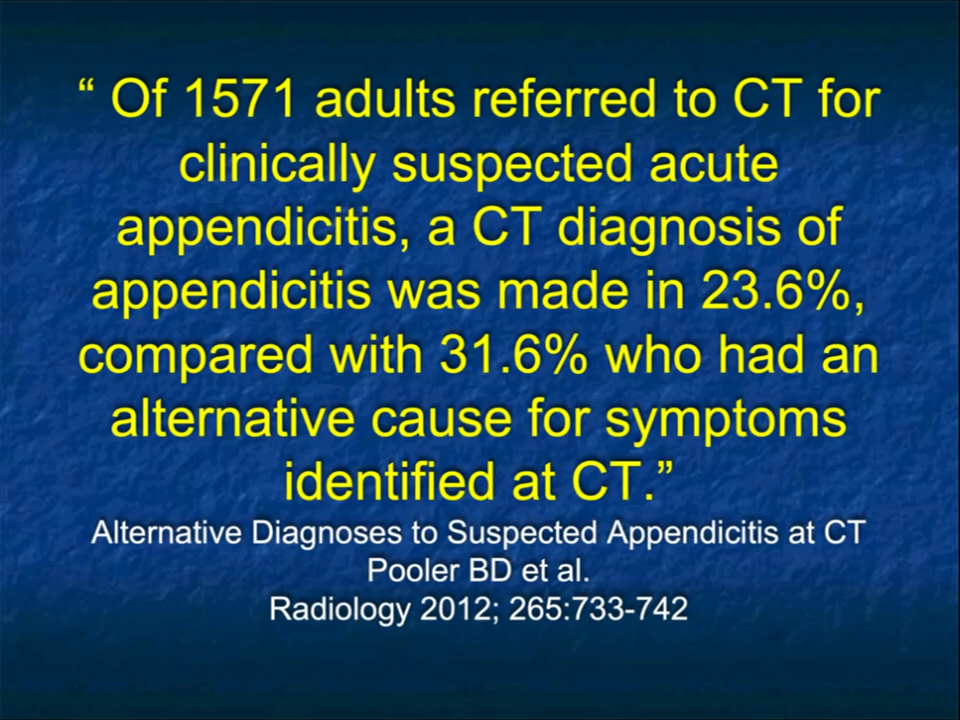 “ Of 1571 adults referred to CT for
clinically suspected acute
appendicitis, a CT diagnosis of
appendicitis was made in 23.6%,
compared with 31.6% who had an
alternative cause for symptoms
identified at CT.”
Alternative Diagnoses to Suspected Appendicitis at CT
Pooler BD et al.
Radiology 2012; 265:733-742